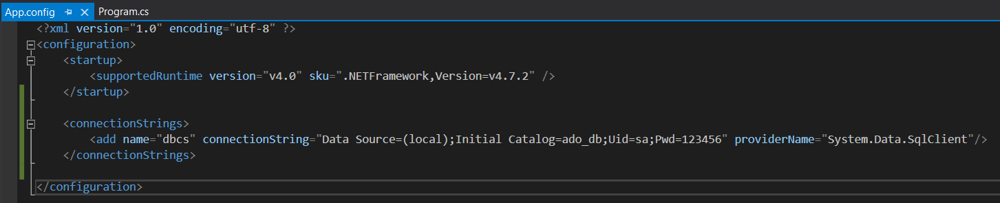 App.config Program.cs
<?xml version="1.0" encoding="utf-8" ?>
<configuration>
<startup>
<supportedRuntime version="v4.0" sku=".NETFramework,Version=v4.7.2" />
</startup>
<connectionStrings>
<add name="dbcs" connectionString="Data Source=(local);Initial Catalog=ado_db;Uid=sa;Pwd=123456" providerName="System.Data.SqlClient"/>
</connectionStrings>
</configuration>